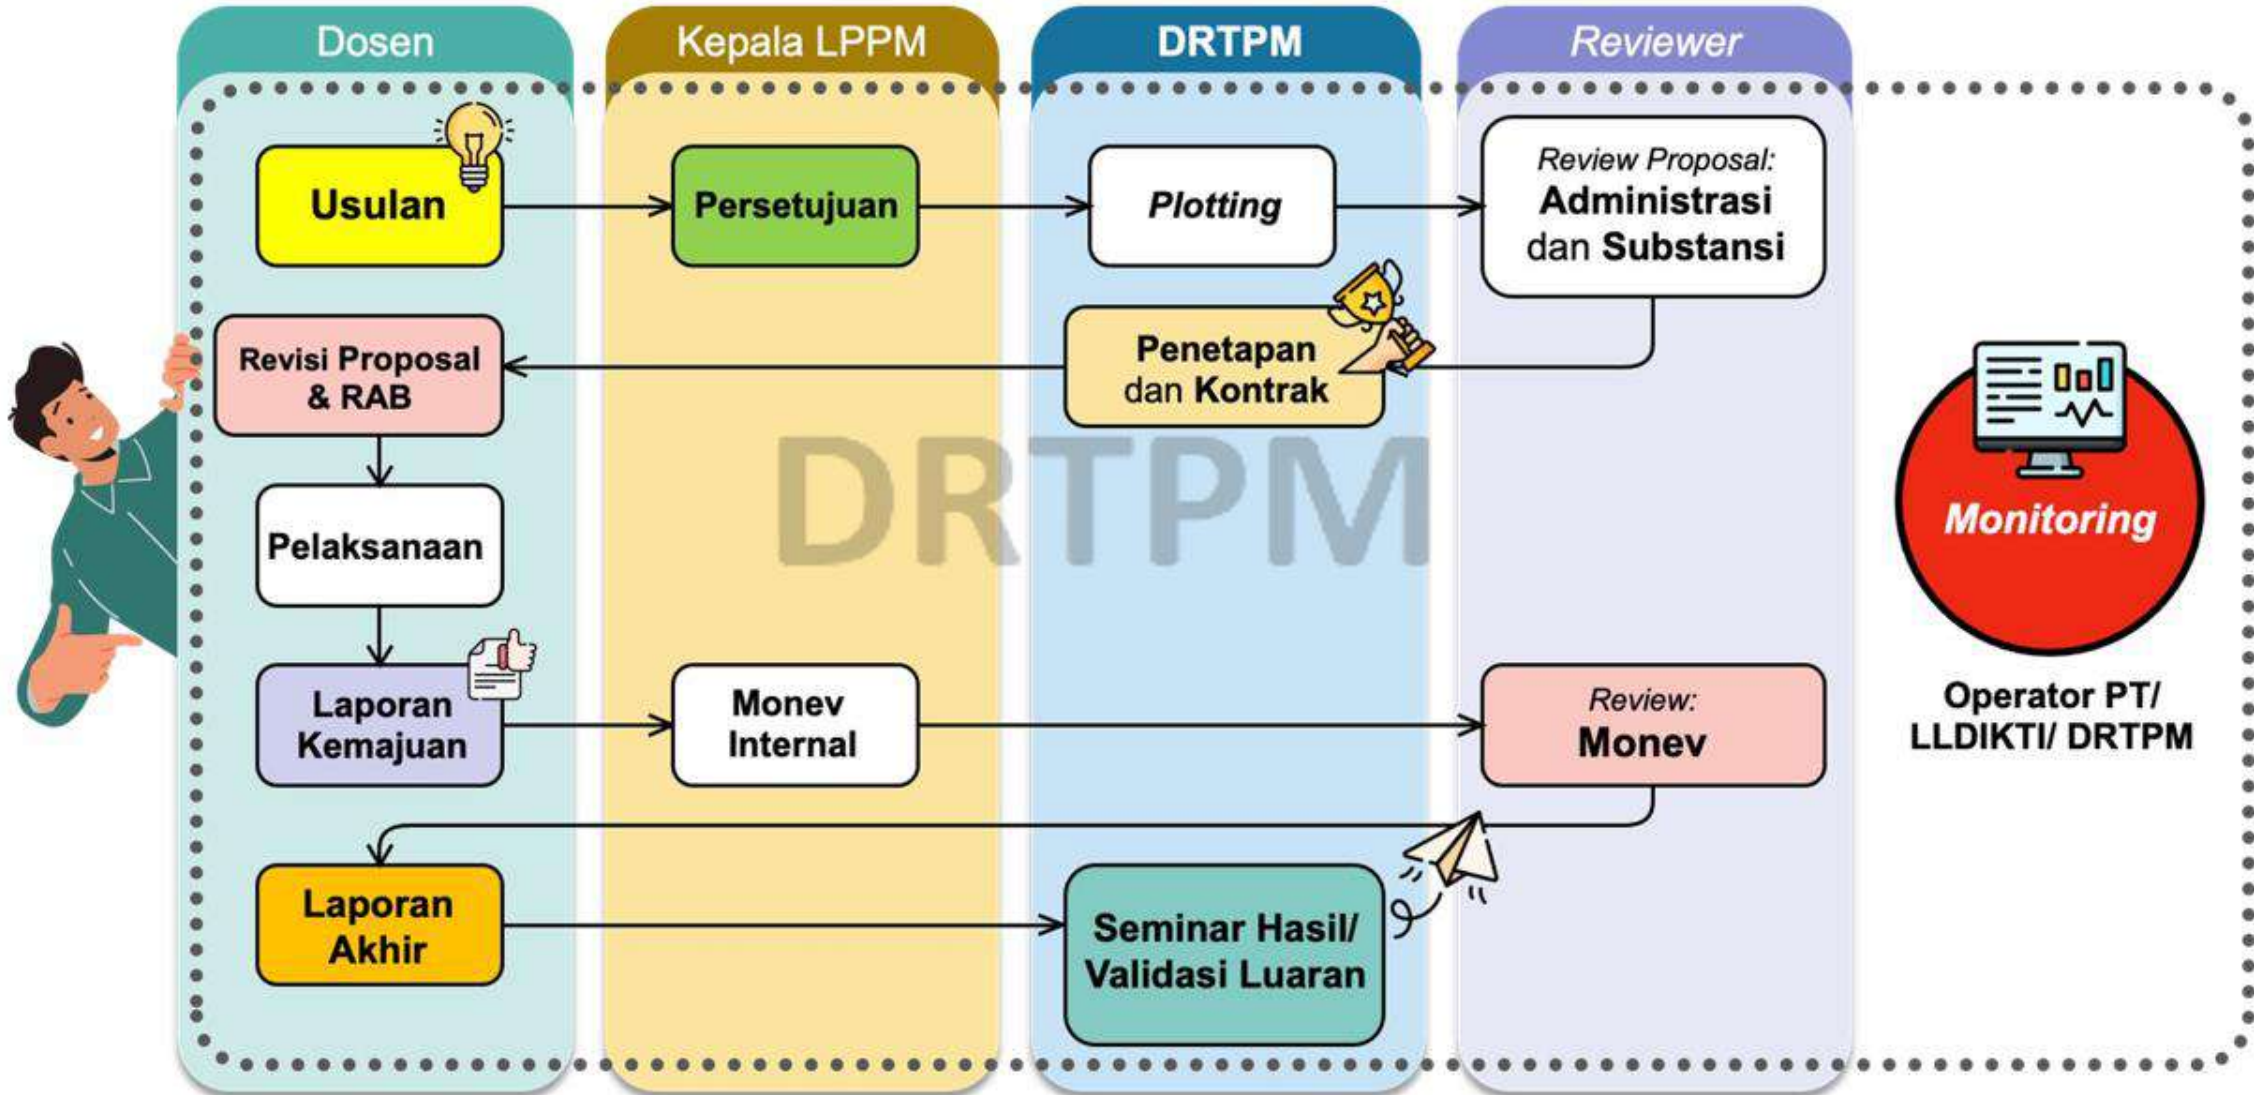 Dosen
Kepala LPPM
DRTPM
Reviewer
Usulan
Persetujuan
Plotting
Review Proposal:
Administrasi
dan Substansi
Revisi Proposal
& RAB
Penetapan
dan Kontrak
DRTPM
Pelaksanaan
Monitoring
Operator PT/
LLDIKTI/ DRTPM
Laporan
Kemajuan
Monev
Internal
Review:
Monev
Laporan
Akhir
Seminar Hasil/
Validasi Luaran